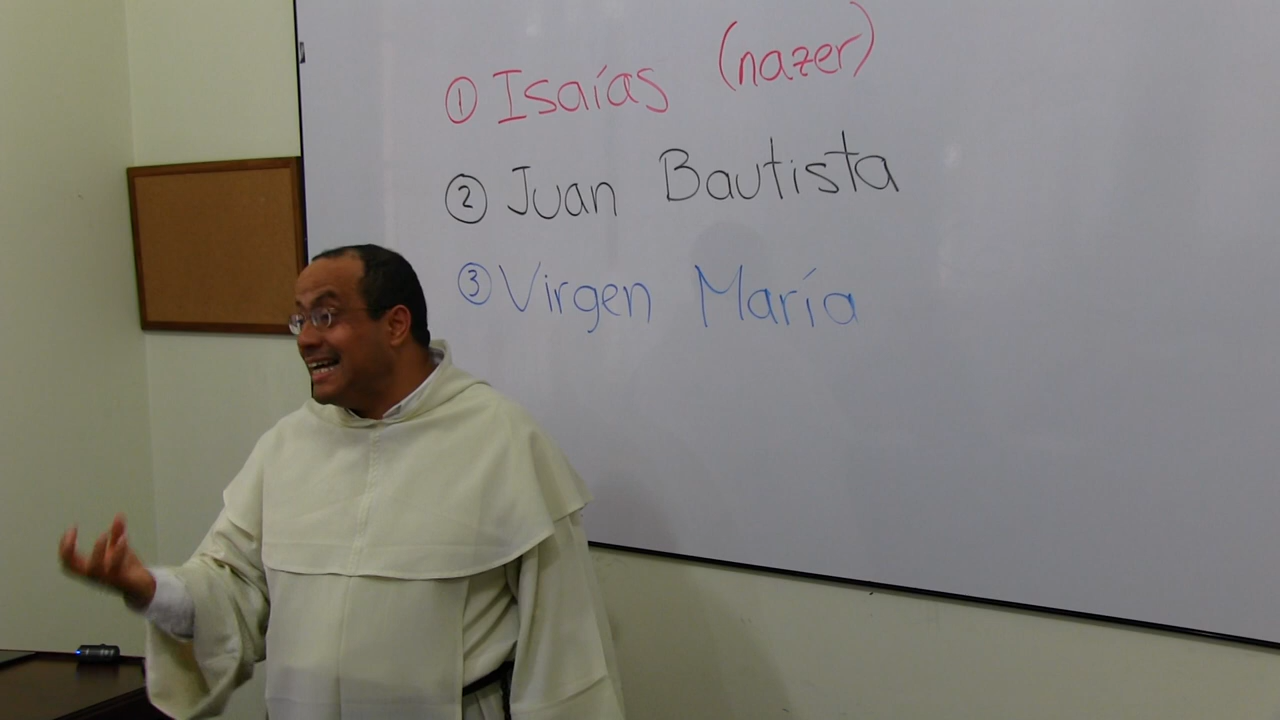 ① Isaías (nazer)
② Juan Bautista
③ Virgen María